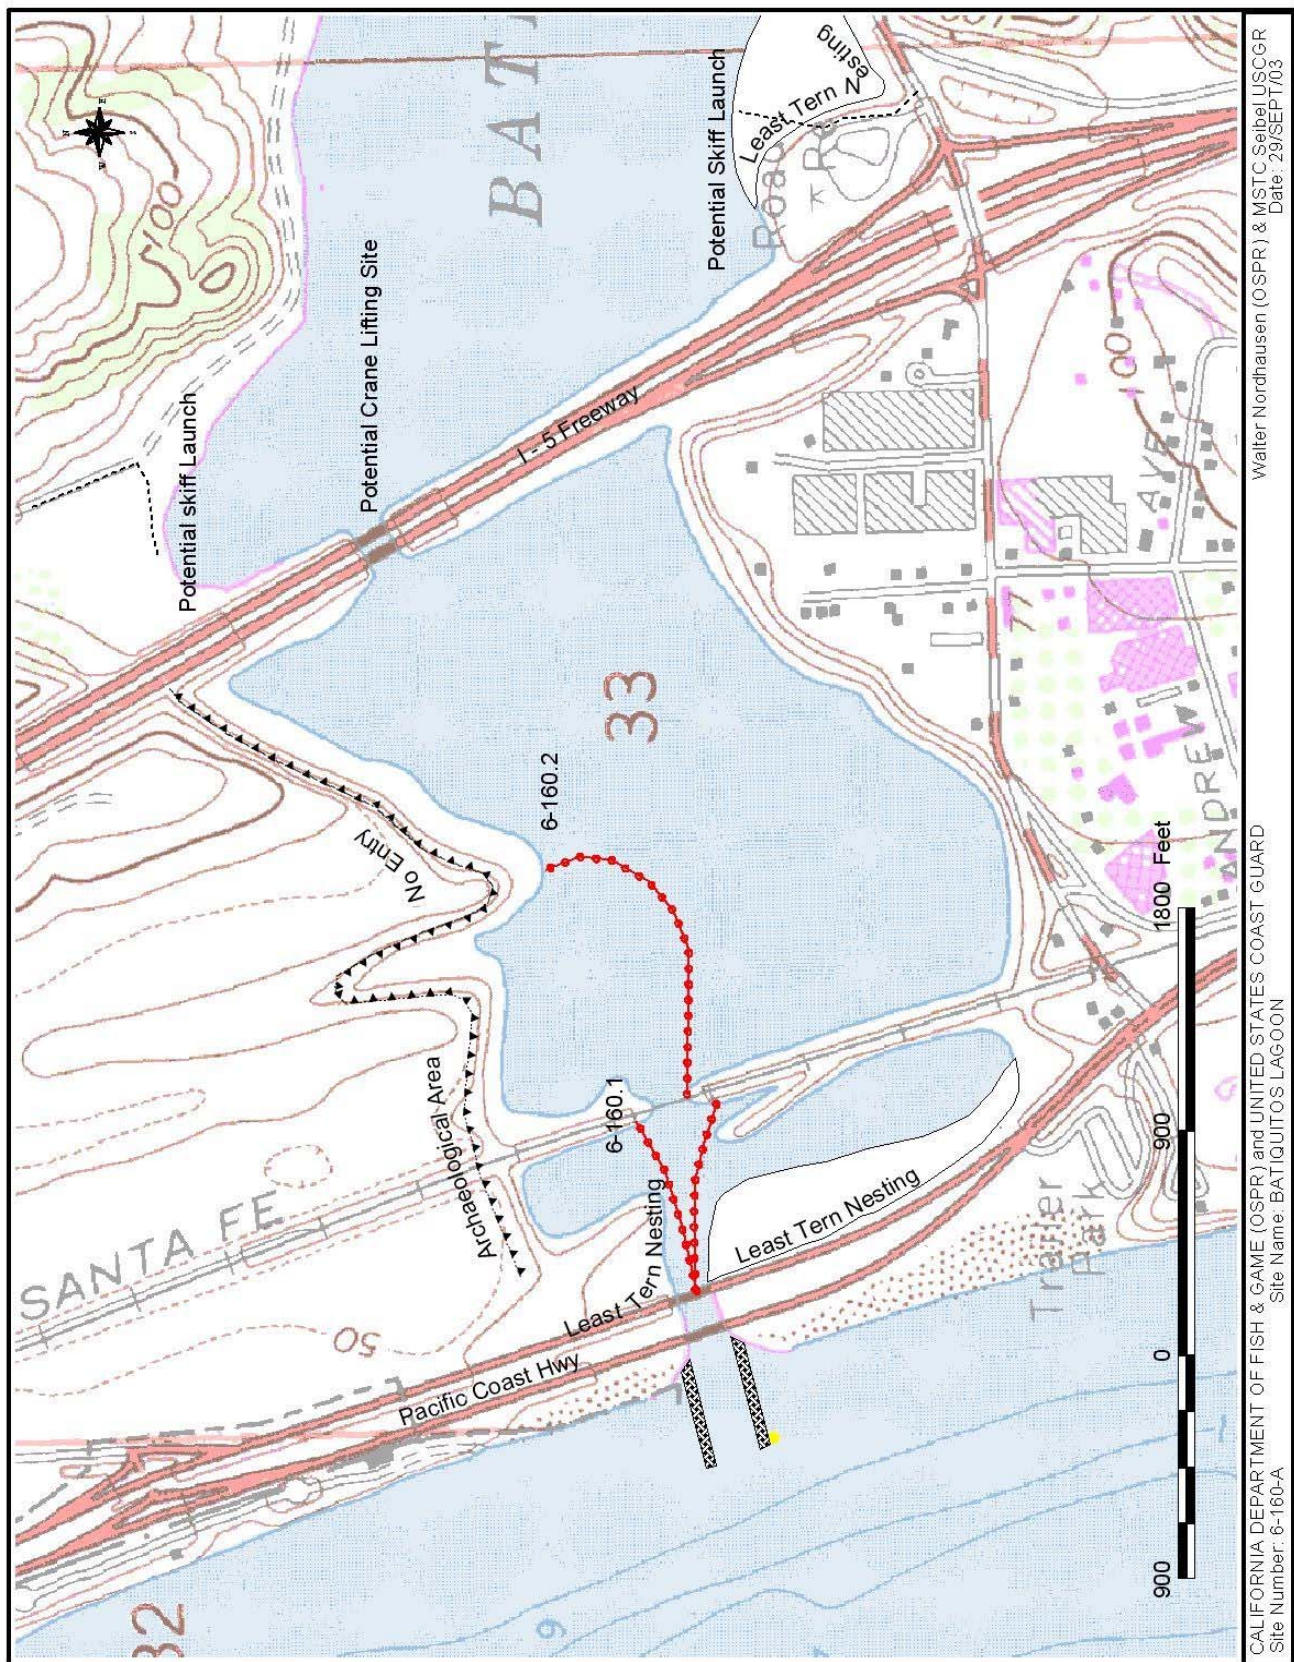 BAT
100
Potential skiff Launch
Potential Crane Lifting Site
Potential Skiff Launch
Least Tern Nesting
Road
I - 5 Freeway
No Entry
6-160.2
33
Archaeological Area
6-160.1
SANTA FE
Least Tern Nesting
Least Tern Nesting
50
Pacific Coast Hwy
Trailer
Park
ANDREW
AVE
77
100
32
6
900 0 900 1800 Feet
CALIFORNIA DEPARTMENT OF FISH & GAME (OSPR) and UNITED STATES COAST GUARD
Walter Nordhausen (OSPR) & MSTC Seibel USCGR
Site Number: 6-160-A
Site Name: BATIQUITOS LAGOON
Date: 29/SEPT/03